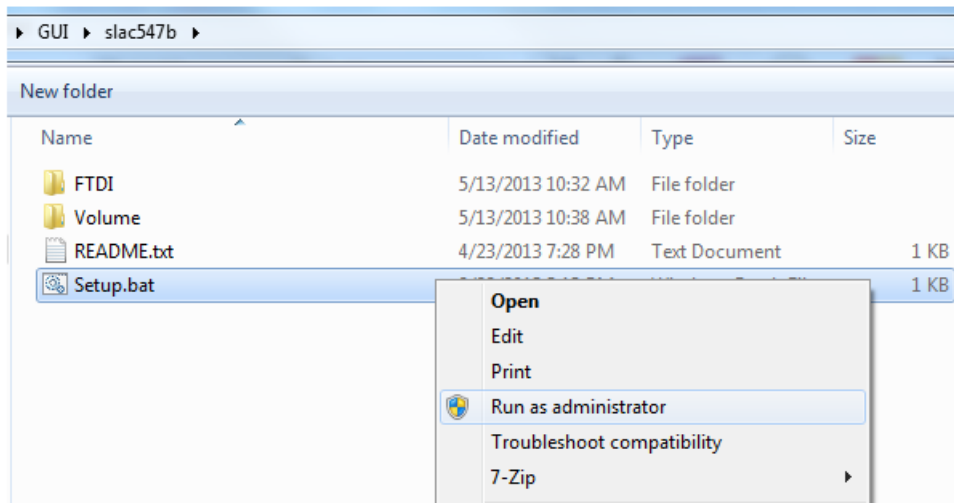 GUI slac547b
New folder
Name Date modified Type Size
FTDI 5/13/2013 10:32 AM File folder
Volume 5/13/2013 10:38 AM File folder
README.txt 4/23/2013 7:28 PM Text Document 1 KB
Setup.bat 1 KB
Open
Edit
Print
Run as administrator
Troubleshoot compatibility
7-Zip